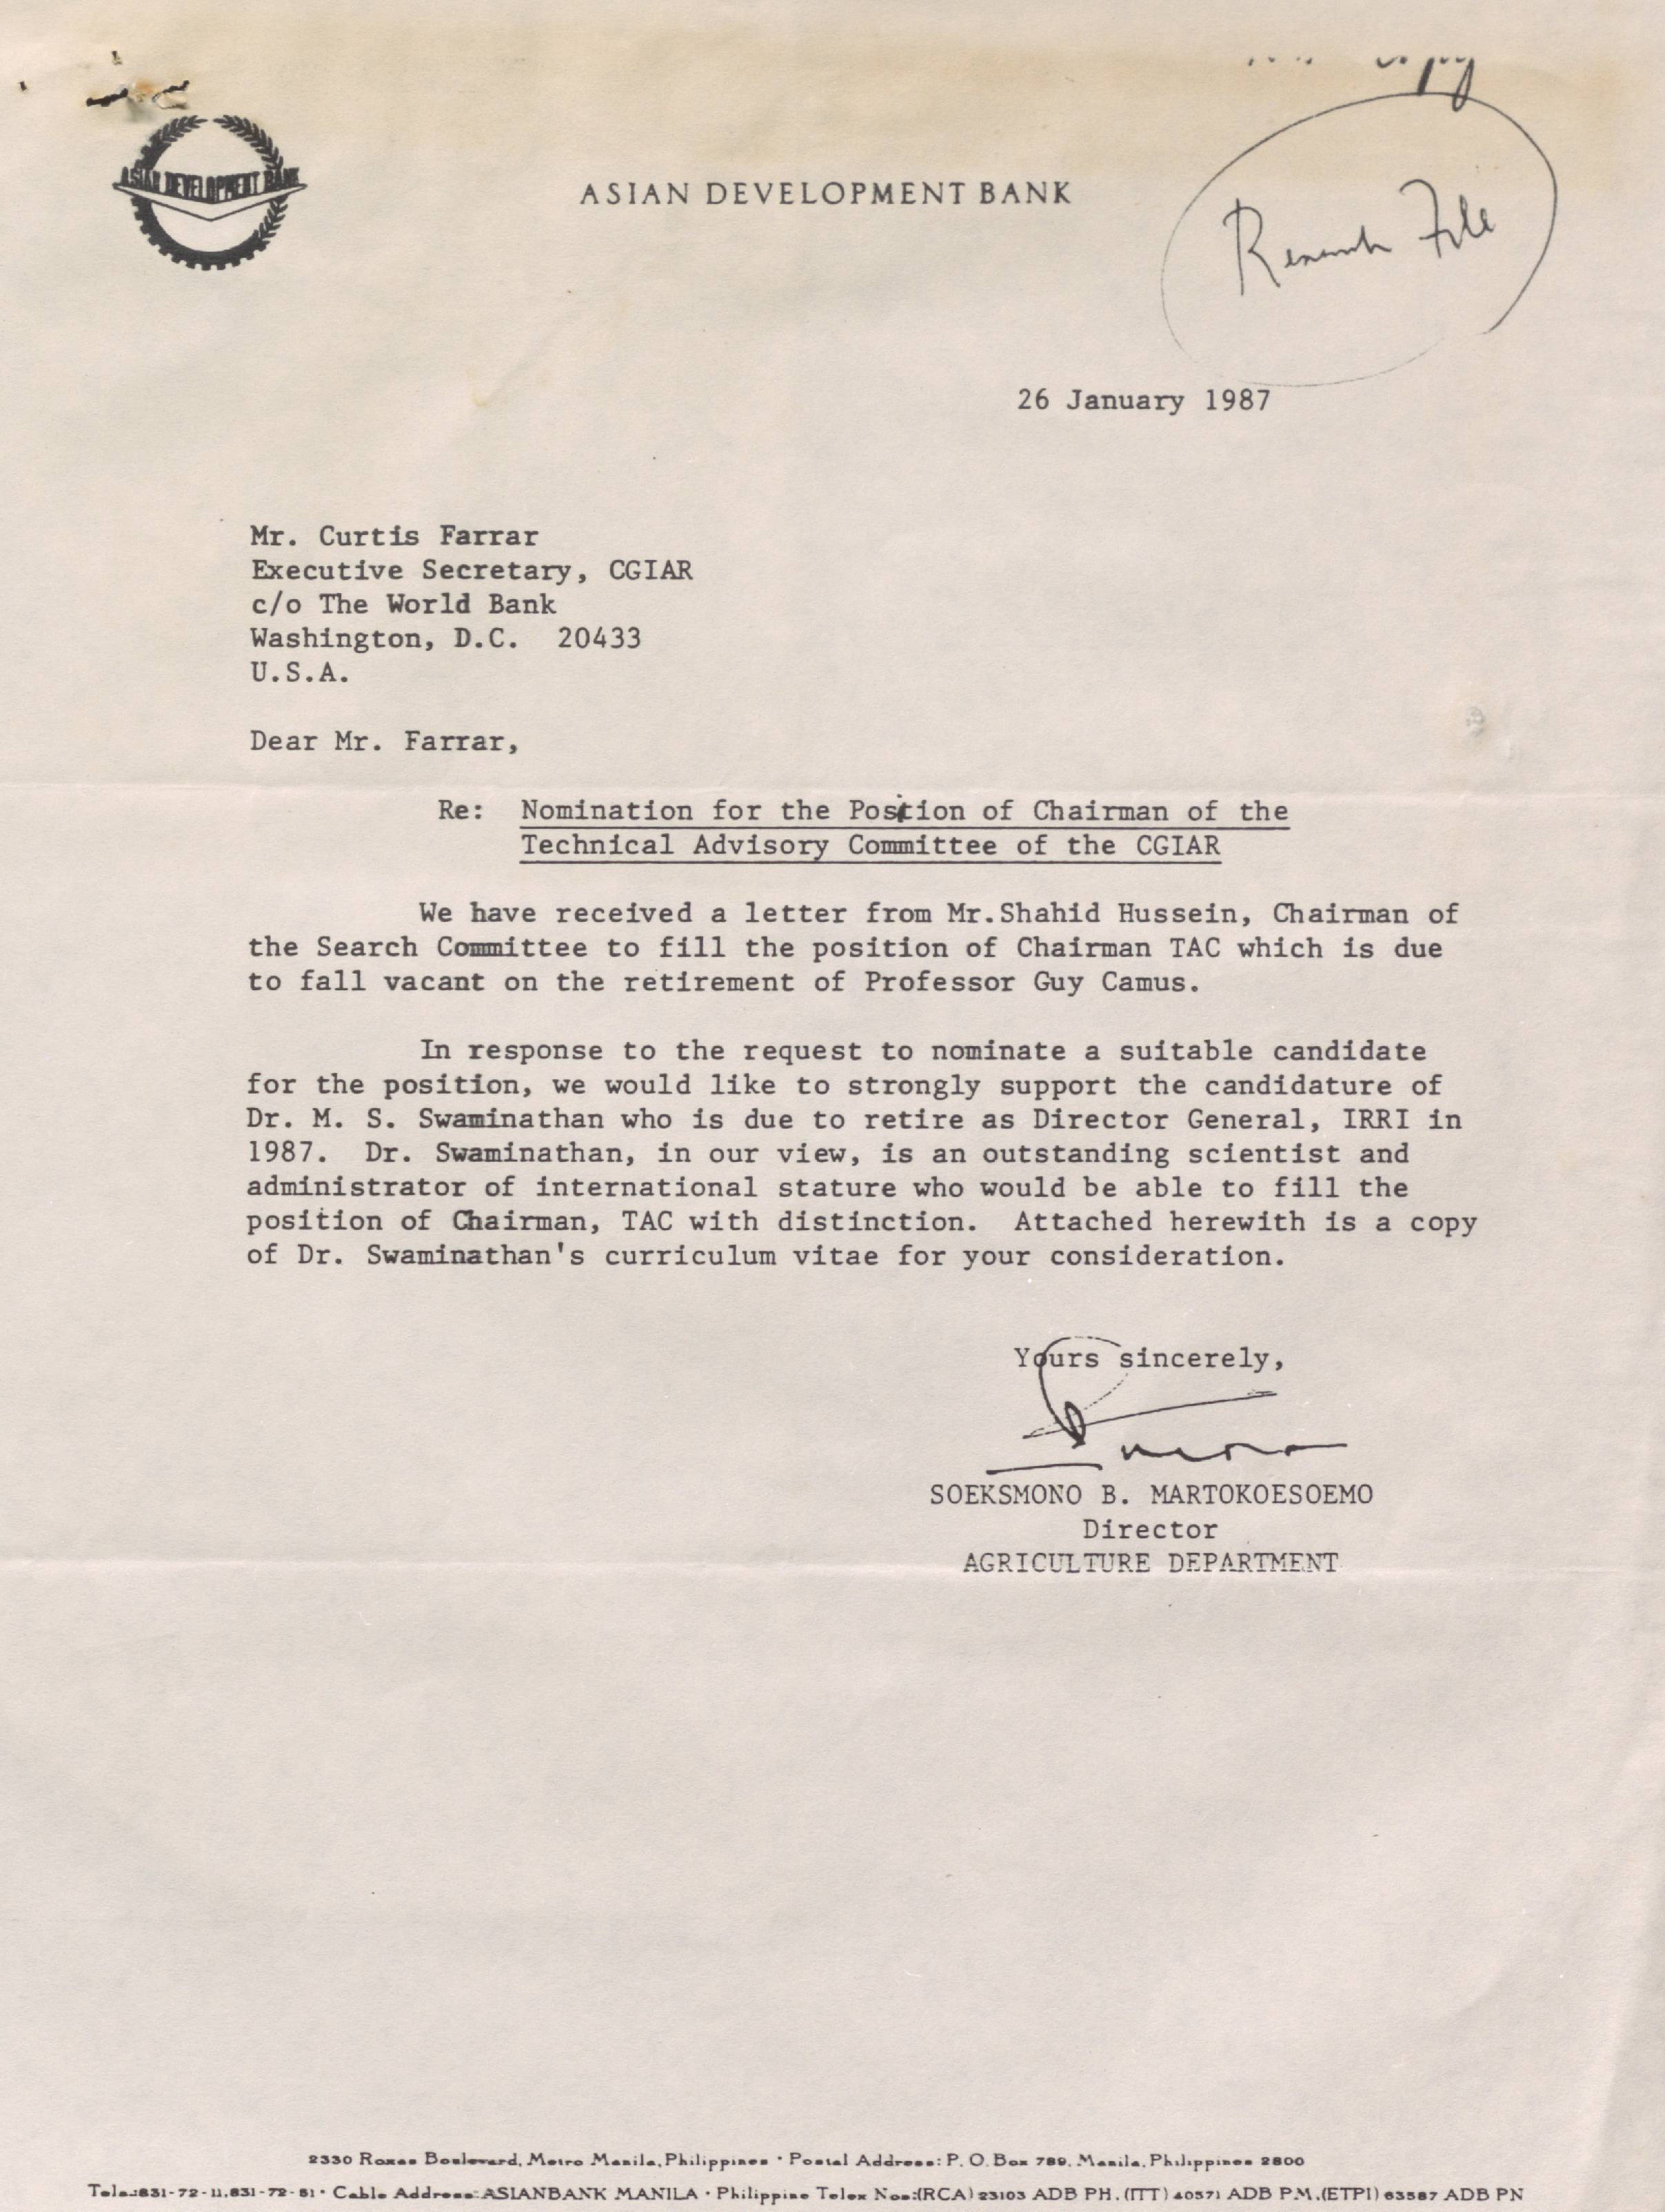 copy
ASIAN DEVELOPMENT BANK
ASIAN DEVELOPMENT BANK
Research File
26 January 1987
Mr. Curtis Farrar
Executive Secretary, CGIAR
c/o The World Bank
Washington, D.C. 20433
U.S.A.
Dear Mr. Farrar,
Re: Nomination for the Position of Chairman of the
Technical Advisory Committee of the CGIAR
We have received a letter from Mr.Shahid Hussein, Chairman of
the Search Committee to fill the position of Chairman TAC which is due
to fall vacant on the retirement of Professor Guy Camus.
In response to the request to nominate a suitable candidate
for the position, we would like to strongly support the candidature of
Dr. M. S. Swaminathan who is due to retire as Director General, IRRI in
1987. Dr. Swaminathan, in our view, is an outstanding scientist and
administrator of international stature who would be able to fill the
position of Chairman, TAC with distinction. Attached herewith is a copy
of Dr. Swaminathan's curriculum vitae for your consideration.
Yours sincerely,
SOEKSMONO B. MARTOKOESOEMO
Director
AGRICULTURE DEPARTMENT
2330 Roxas Boulevard, Metro Manila, Philippines · Postal Address: P. O. Box 789, Manila, Philippines 2800
Tels.:831-72-11,831-72-51 · Cable Address: ASIANBANK MANILA · Philippine Telex Nos:(RCA) 23103 ADB PH, (ITT) 40571 ADB P.M,(ETPI) 63587 ADB PN